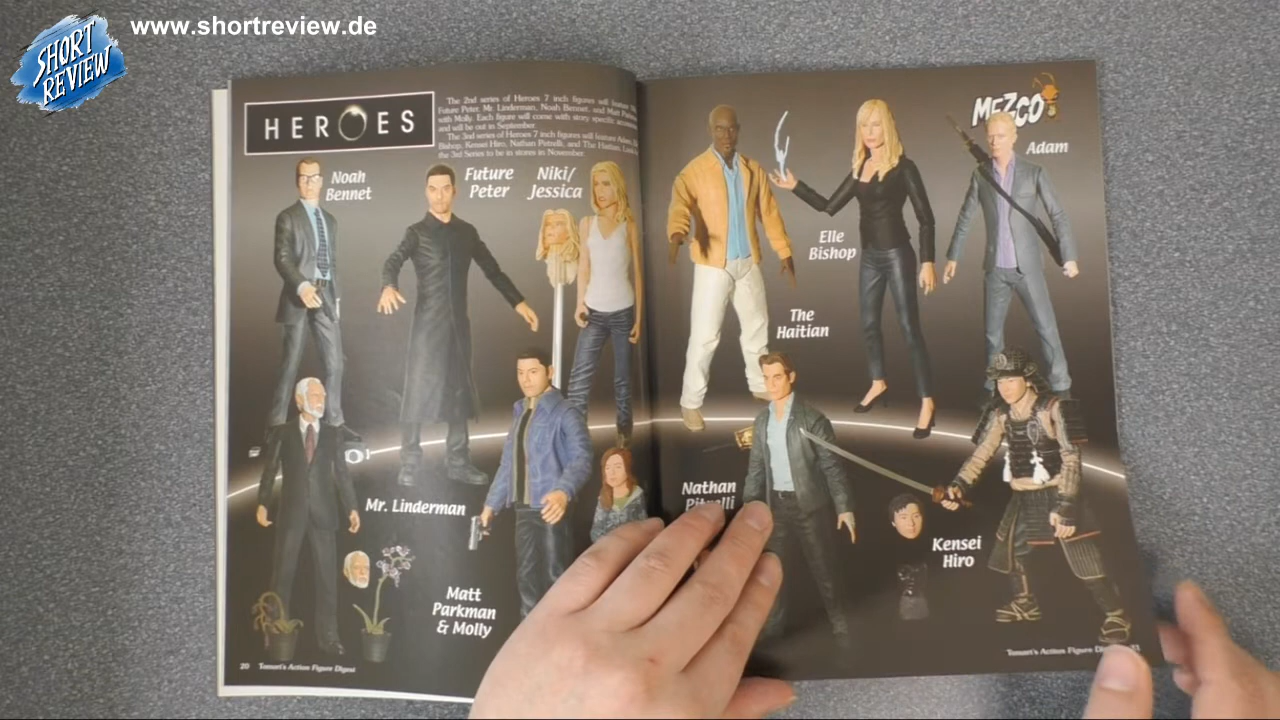 www.shortreview.de
SHORT
REVIEW
HEROES
The 2nd series of Heroes 7 inch figures will feature
Future Peter, Mr. Linderman, Noah Bennet, and Matt
with Molly. Each figure will come with story specific
and will be out in September.
The 3rd series of Heroes 7 inch figures will feature Adam,
Bishop, Kensei Hiro, Nathan Petrelli, and The Haitian.
the 3rd Series to be in stores in November.
MEZCO
Noah
Bennet
Future
Peter
Niki/
Jessica
Adam
Elle
Bishop
The
Haitian
Mr. Linderman
Matt
Parkman
& Molly
Nathan
Kensei
Hiro
20 Tomart's Action Figure Digest
Tomart's Action Figure